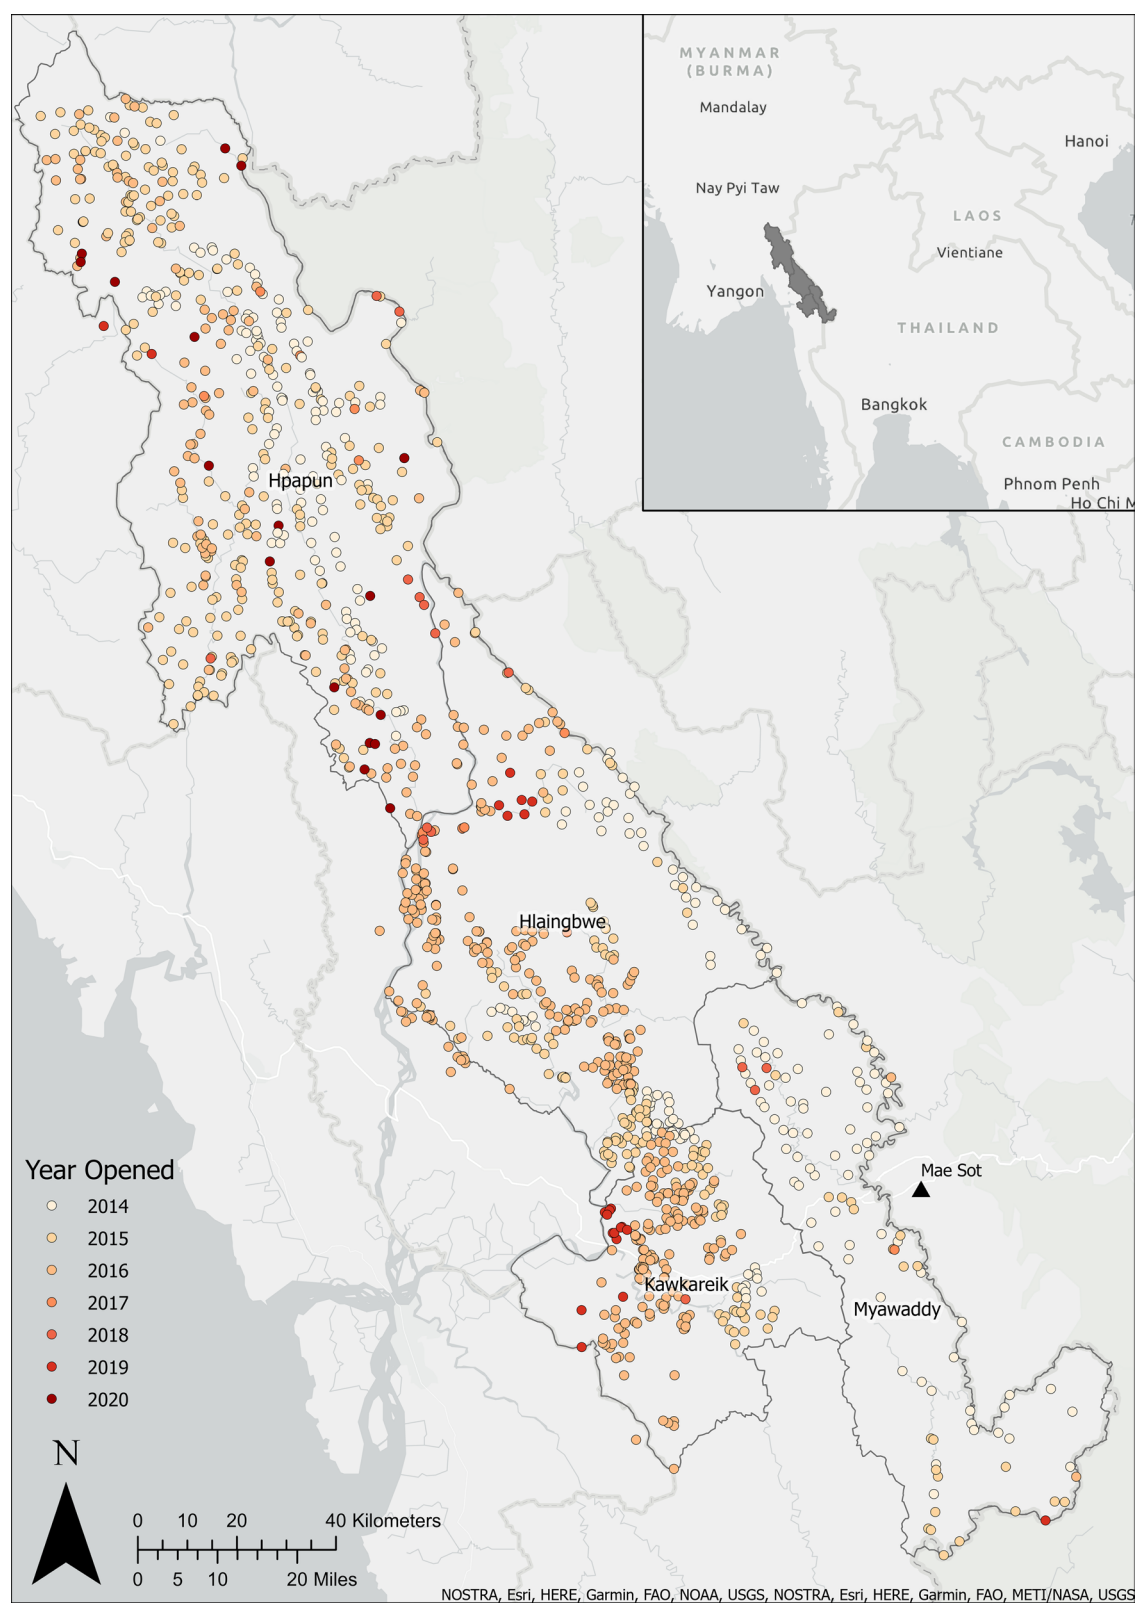 MYANMAR
(BURMA)
Mandalay
Hanoi
Nay Pyi Taw
LAOS
Vientiane
Yangon
THAILAND
Bangkok
CAMBODIA
Phnom Penh
Ho Chi M
Hpapun
Hlaingbwe
Mae Sot
Kawkareik
Myawaddy
Year Opened
2014
2015
2016
2017
2018
2019
2020
N
0 10 20 40 Kilometers
0 5 10 20 Miles
NOSTRA, Esri, HERE, Garmin, FAO, NOAA, USGS, NOSTRA, Esri, HERE, Garmin, FAO, METI/NASA, USGS